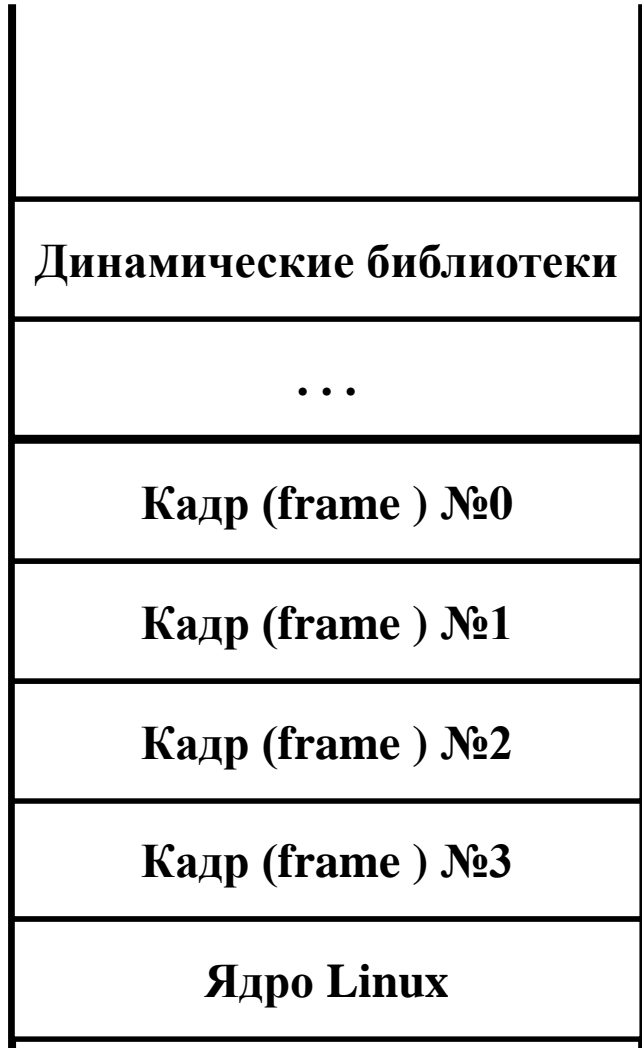 Динамические библиотеки
. . .
Кадр (frame ) №0
Кадр (frame ) №1
Кадр (frame ) №2
Кадр (frame ) №3
Ядро Linux